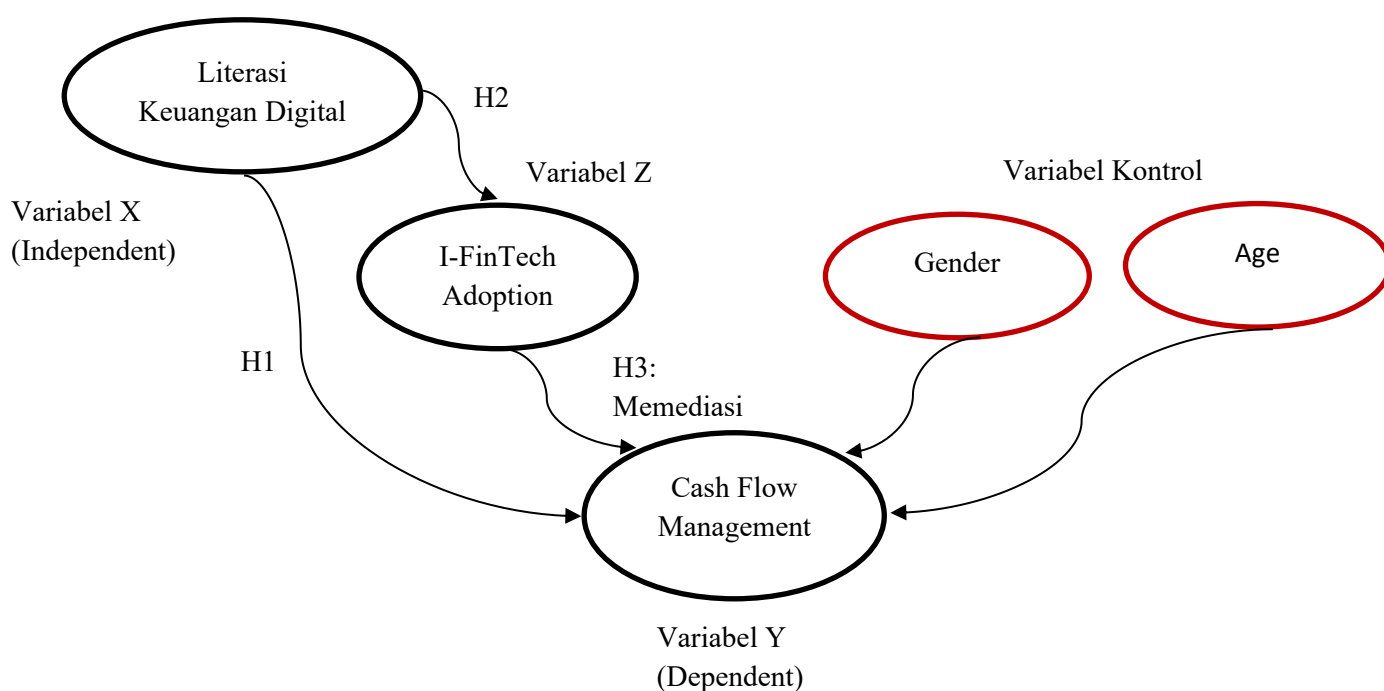 Literasi
Keuangan Digital
H2
Variabel Z
Variabel Kontrol
Variabel X
(Independent)
I-FinTech
Adoption
Gender
Age
H1
H3:
Memediasi
Cash Flow
Management
Variabel Y
(Dependent)